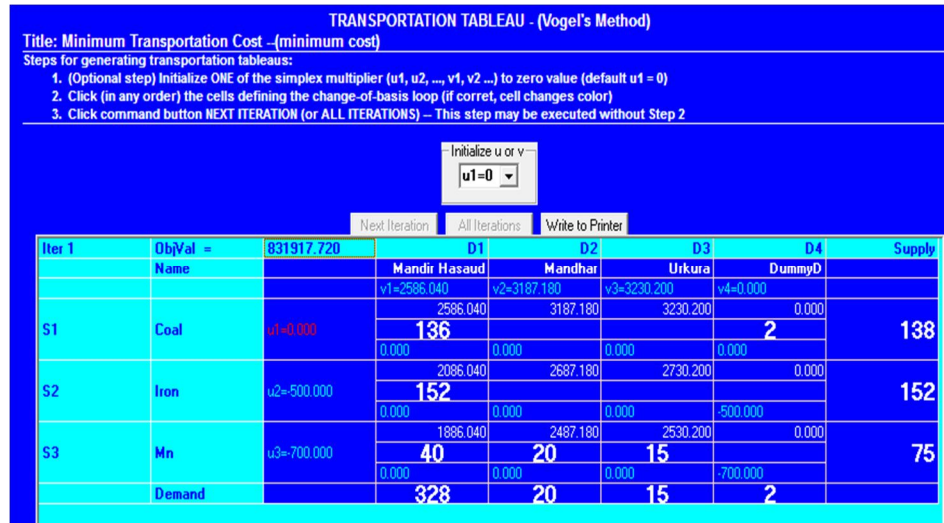 TRANSPORTATION TABLEAU - (Vogel's Method)
Title: Minimum Transportation Cost --(minimum cost)
Steps for generating transportation tableaus:
1. (Optional step) Initialize ONE of the simplex multiplier (u1, u2, ..., v1, v2 ...) to zero value (default u1 = 0)
2. Click (in any order) the cells defining the change-of-basis loop (if corret, cell changes color)
3. Click command button NEXT ITERATION (or ALL ITERATIONS) -- This step may be executed without Step 2
Initialize u or v
u1=0
Next Iteration All Iterations Write to Printer
Iter 1 ObjVal = 831917.720 D1 D2 D3 D4 Supply
Name Mandir Hasaud Mandhar Urkura DummyD
v1=2586.040 v2=3187.180 v3=3230.200 v4=0.000
2586.040 3187.180 3230.200 0.000
S1 Coal u1=0.000 136 2 138
0.000 0.000 0.000 0.000
2086.040 2687.180 2730.200 0.000
S2 Iron u2=-500.000 152 152
0.000 0.000 0.000 -500.000
1886.040 2487.180 2530.200 0.000
S3 Mn u3=-700.000 40 20 15 75
0.000 0.000 0.000 -700.000
Demand 328 20 15 2